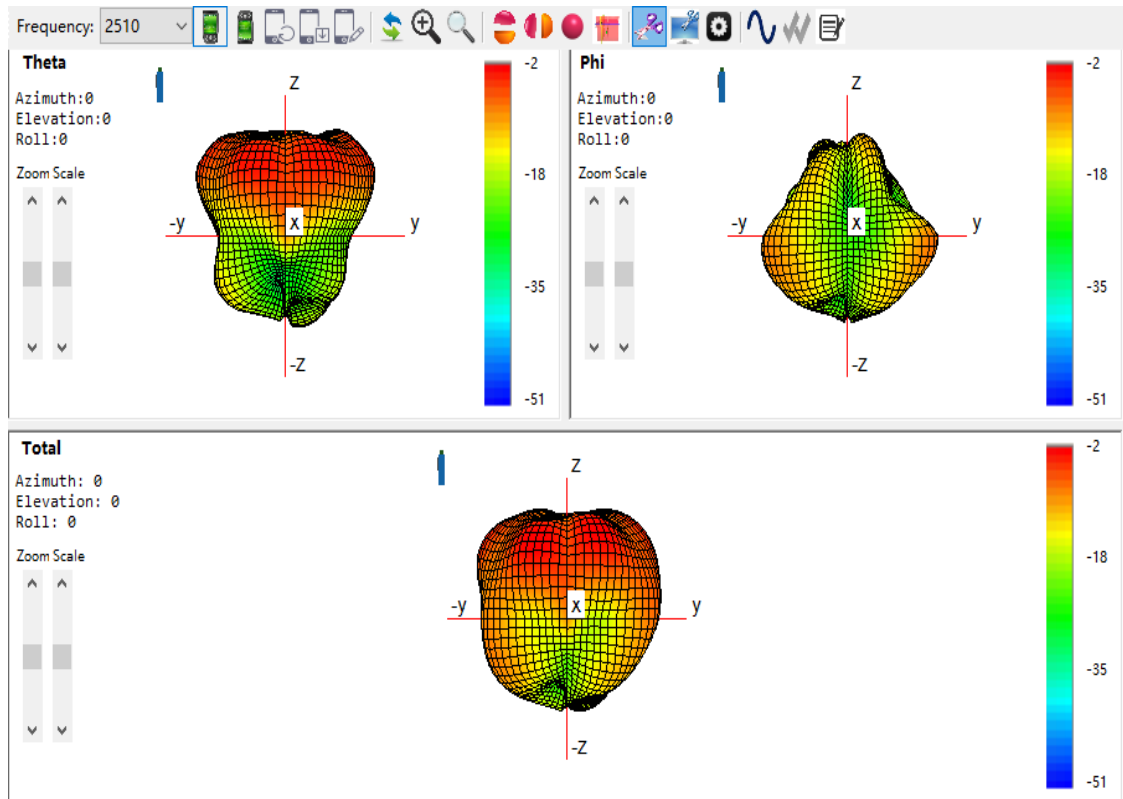 Frequency: 2510
Theta
Azimuth:0
Elevation:0
Roll:0
Zoom Scale
Z
-y
X
y
-Z
-2
-18
-35
-51
Phi
Azimuth:0
Elevation:0
Roll:0
Zoom Scale
Z
-y
X
y
-Z
-2
-18
-35
-51
Total
Azimuth: 0
Elevation: 0
Roll: 0
Zoom Scale
Z
-y
X
y
-Z
-2
-18
-35
-51